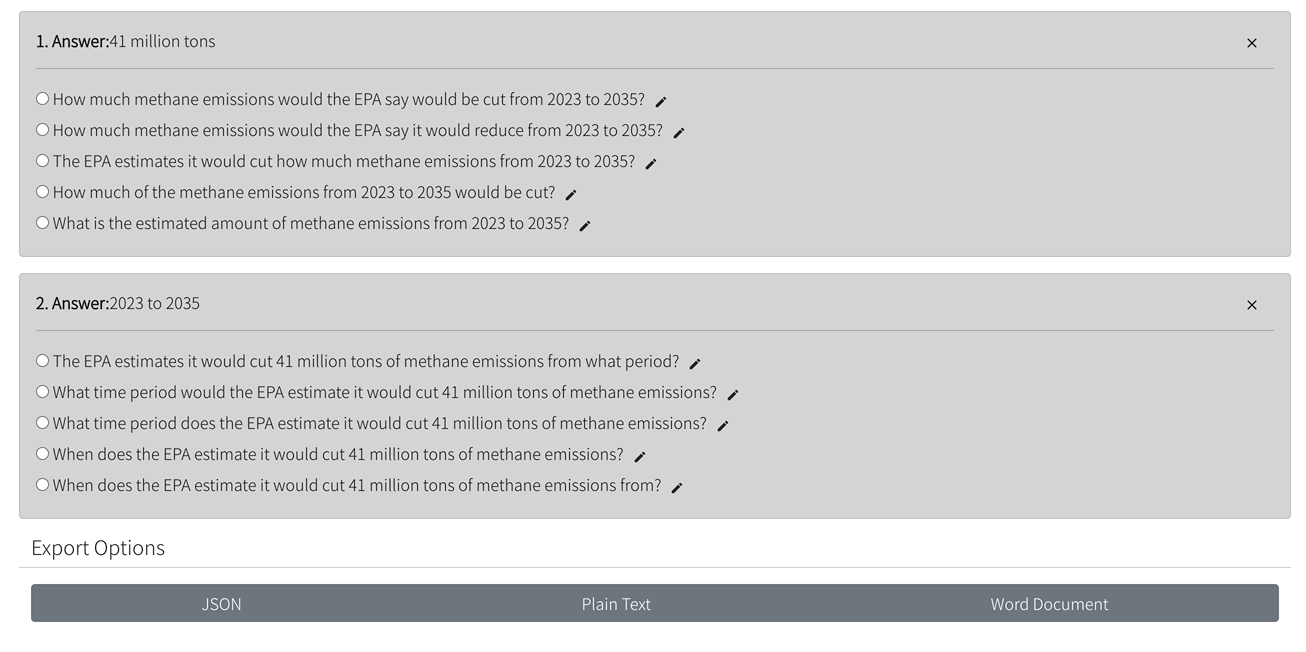 1. Answer:41 million tons
How much methane emissions would the EPA say would be cut from 2023 to 2035?
How much methane emissions would the EPA say it would reduce from 2023 to 2035?
The EPA estimates it would cut how much methane emissions from 2023 to 2035?
How much of the methane emissions from 2023 to 2035 would be cut?
What is the estimated amount of methane emissions from 2023 to 2035?
2. Answer:2023 to 2035
The EPA estimates it would cut 41 million tons of methane emissions from what period?
What time period would the EPA estimate it would cut 41 million tons of methane emissions?
What time period does the EPA estimate it would cut 41 million tons of methane emissions?
When does the EPA estimate it would cut 41 million tons of methane emissions?
When does the EPA estimate it would cut 41 million tons of methane emissions from?
Export Options
JSON Plain Text Word Document